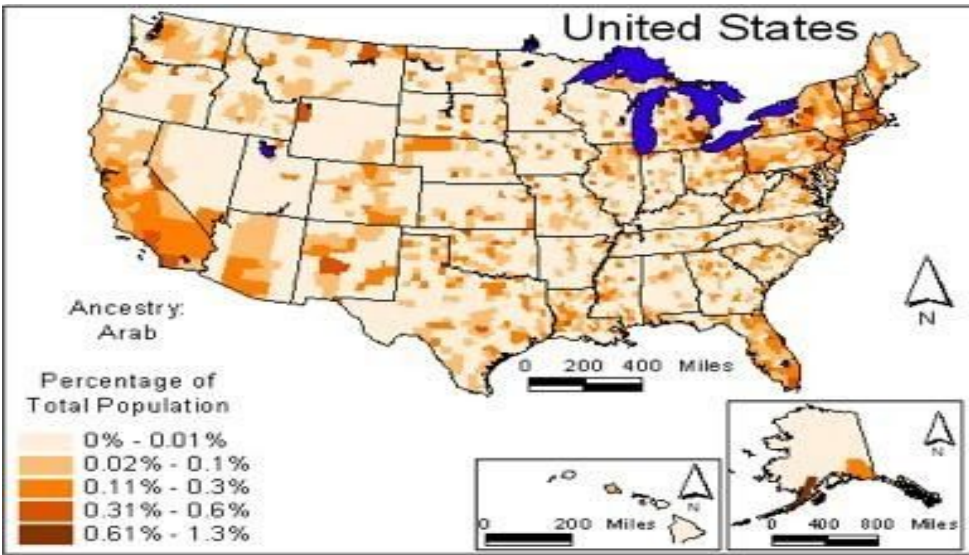 United States
Ancestry:
Arab
Percentage of
Total Population
0% - 0.01%
0.02% - 0.1%
0.11% - 0.3%
0.31% - 0.6%
0.61% - 1.3%
N
0 200 400 Miles
N
0 200 Miles
N
0 400 800 Miles